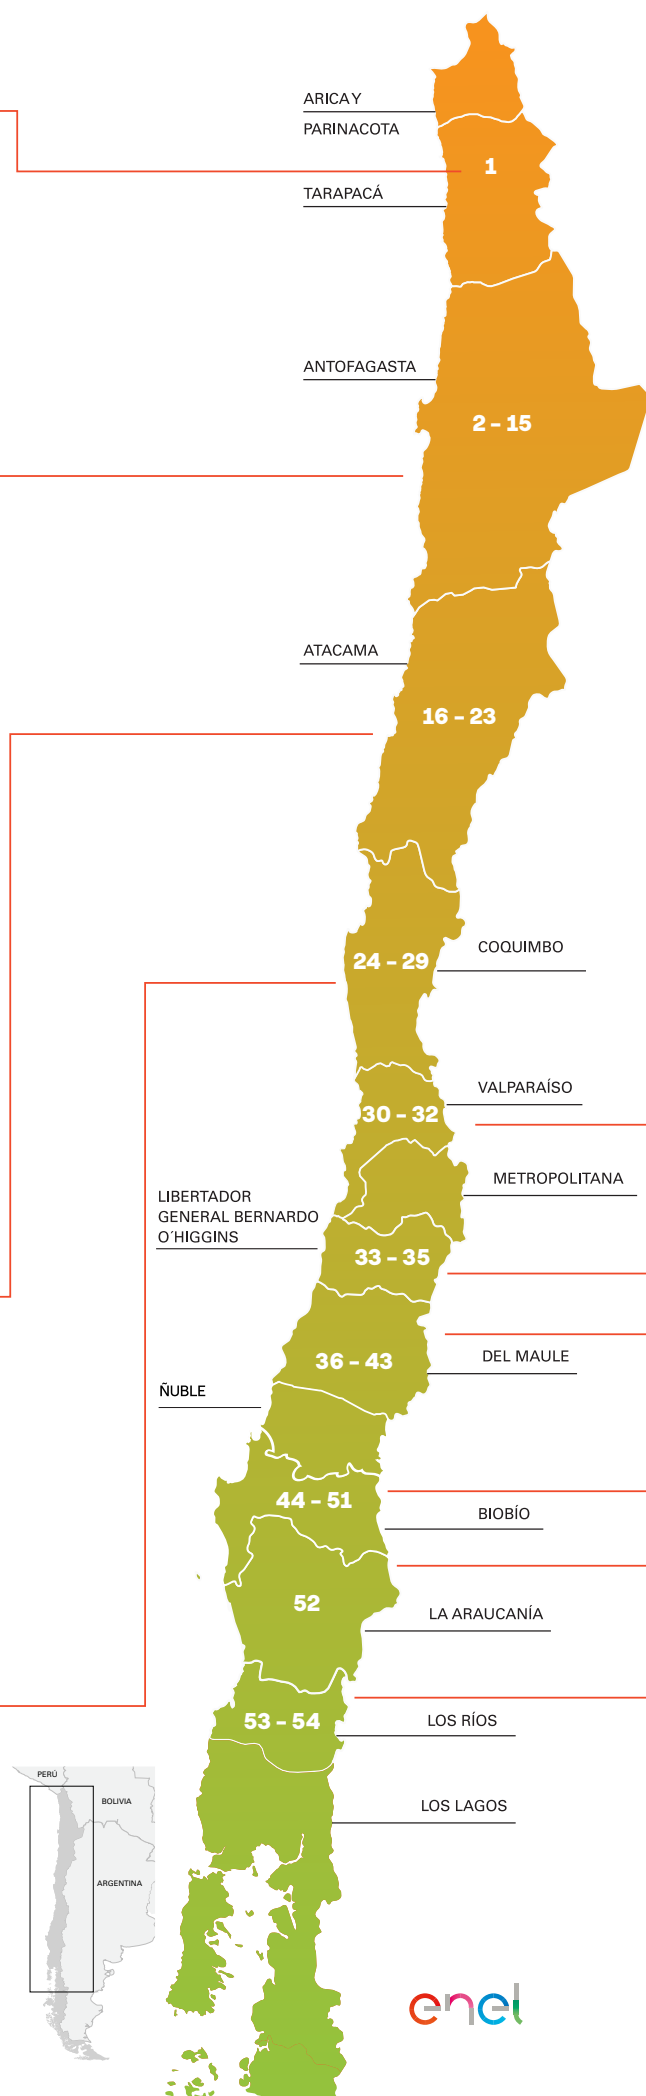 ARICA Y
PARINACOTA
1
TARAPACÁ
ANTOFAGASTA
2 – 15
ATACAMA
16 – 23
COQUIMBO
24 – 29
VALPARAÍSO
30 – 32
METROPOLITANA
LIBERTADOR
GENERAL BERNARDO
O´HIGGINS
33 – 35
DEL MAULE
36 – 43
ÑUBLE
44 – 51
BIOBÍO
52
LA ARAUCANÍA
53 – 54
LOS RÍOS
LOS LAGOS
PERÚ
BOLIVIA
ARGENTINA
enel